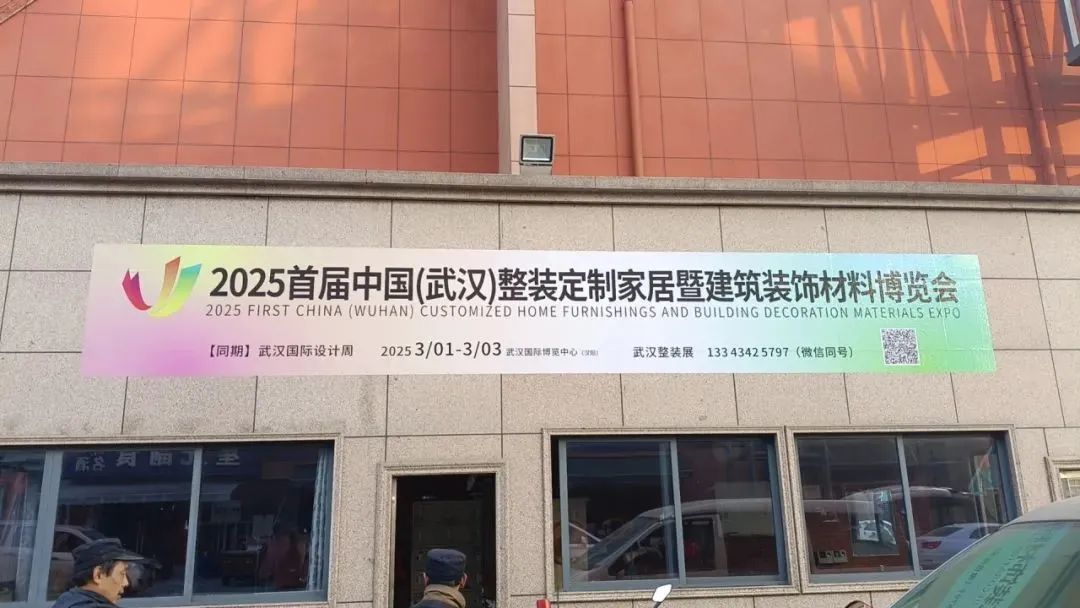 2025首届中国(武汉)整装定制家居暨建筑装饰材料博览会
2025 FIRST CHINA (WUHAN) CUSTOMIZED HOME FURNISHINGS AND BUILDING DECORATION MATERIALS EXPO
【同期】武汉国际设计周 2025 3/01-3/03 武汉国际博览中心(汉阳) 武汉整装展 133 4342 5797(微信同号)